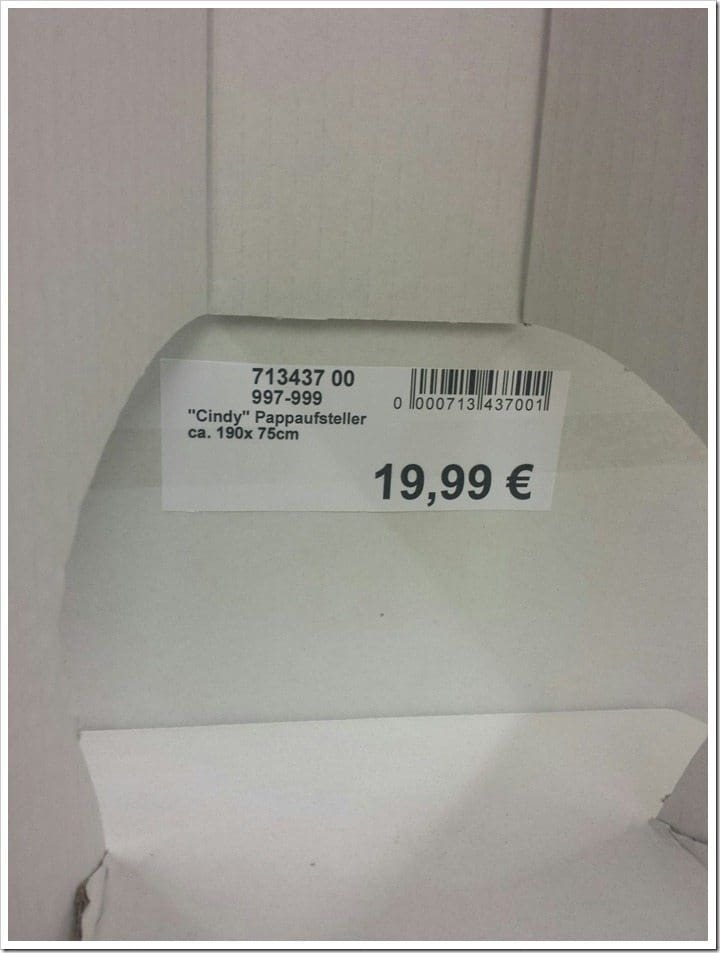 713437 00
997-999
"Cindy" Pappaufsteller
ca. 190x 75cm
0 000713 437001
19,99 €